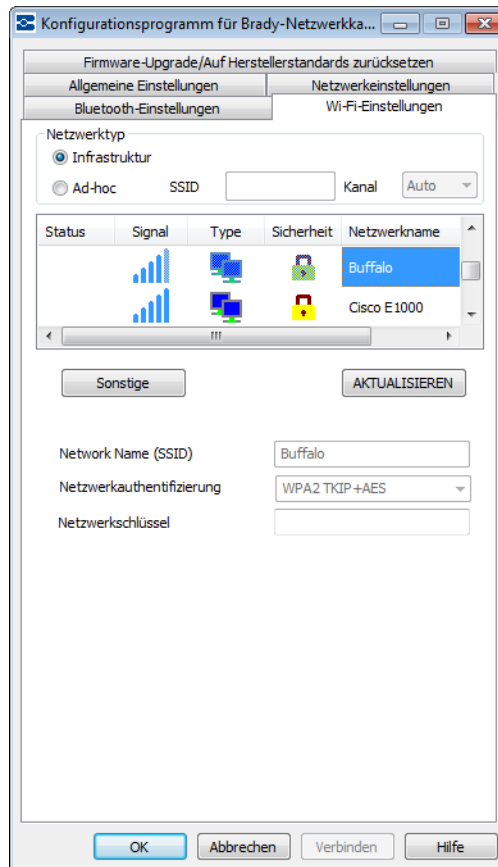 Konfigurationsprogramm für Brady-Netzwerkka...
Firmware-Upgrade/Auf Herstellerstandards zurücksetzen
Allgemeine Einstellungen Netzwerkeinstellungen
Bluetooth-Einstellungen Wi-Fi-Einstellungen
Netzwerktyp
Infrastruktur
Ad-hoc SSID Kanal Auto
Status Signal Type Sicherheit Netzwerkname
Buffalo
Cisco E1000
Sonstige AKTUALISIEREN
Network Name (SSID) Buffalo
Netzwerkauthentifizierung WPA2 TKIP+AES
Netzwerkschlüssel
OK Abbrechen Verbinden Hilfe